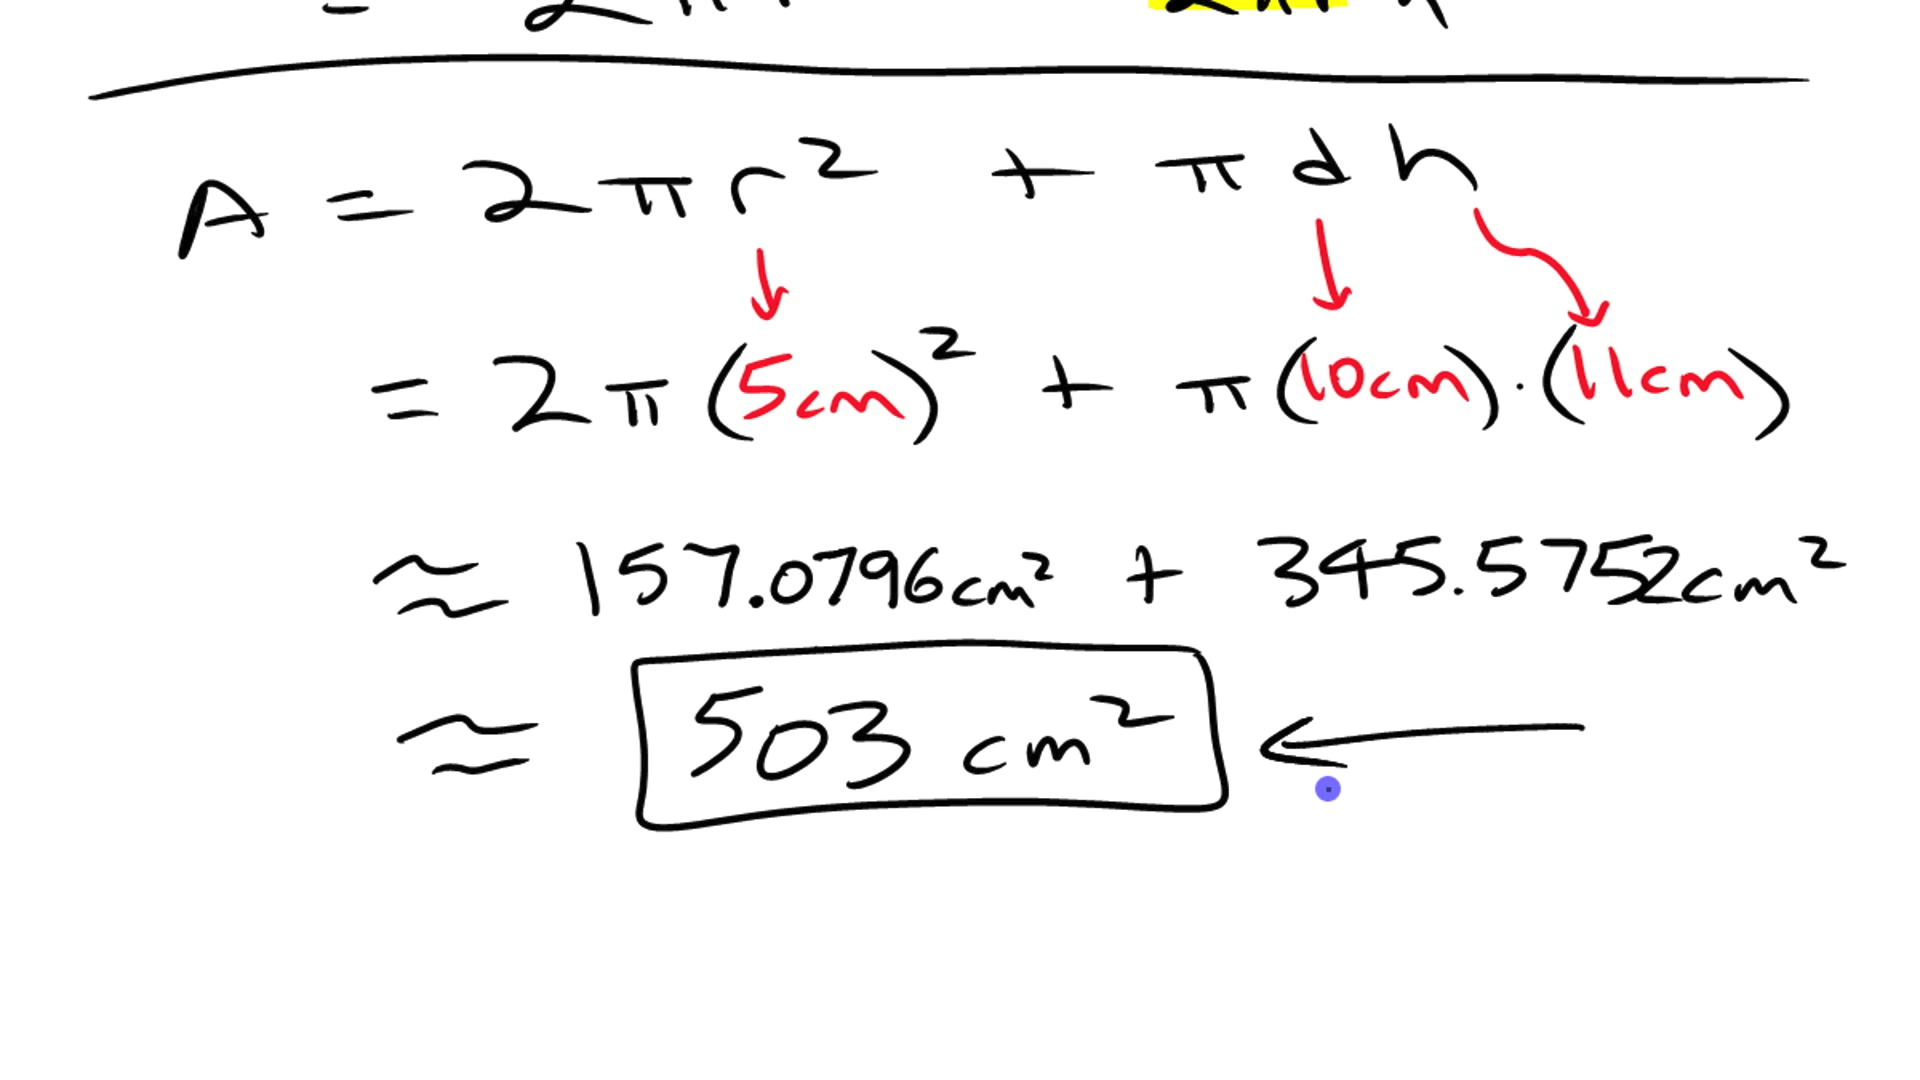 A = 2πr² + πdh
= 2π(5cm)² + π(10cm)·(11cm)
≈ 157.0796cm² + 345.5752cm²
≈ 503 cm²